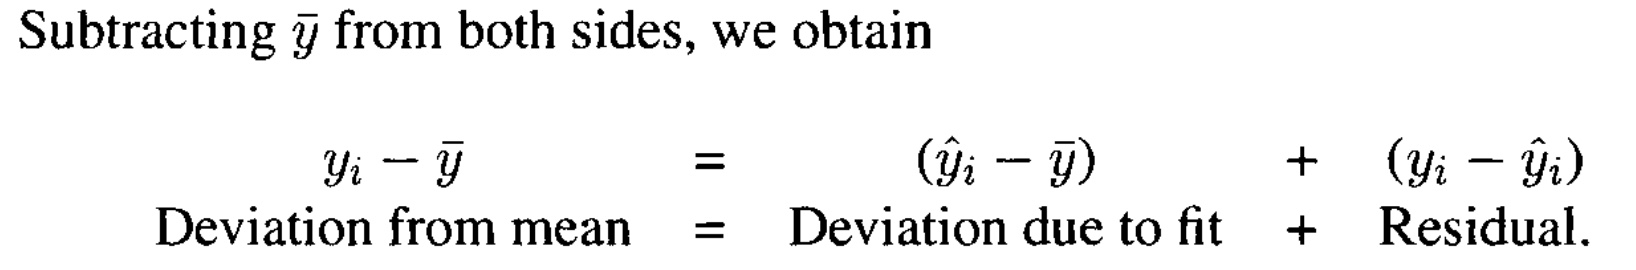 Subtracting ȳ from both sides, we obtain
yᵢ − ȳ = (ŷᵢ − ȳ) + (yᵢ − ŷᵢ)
Deviation from mean = Deviation due to fit + Residual.